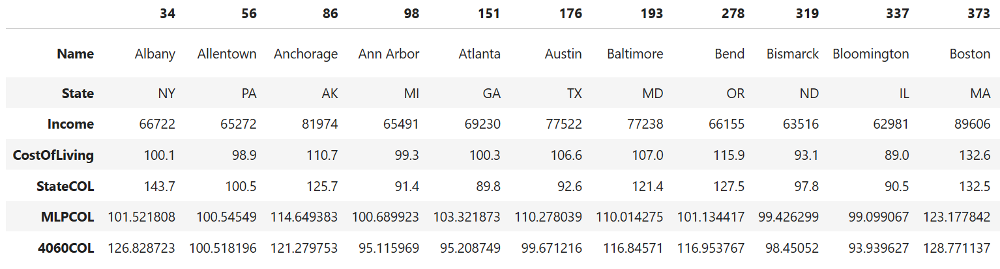 34 56 86 98 151 176 193 278 319 337 373
Name Albany Allentown Anchorage Ann Arbor Atlanta Austin Baltimore Bend Bismarck Bloomington Boston
State NY PA AK MI GA TX MD OR ND IL MA
Income 66722 65272 81974 65491 69230 77522 77238 66155 63516 62981 89606
CostOfLiving 100.1 98.9 110.7 99.3 100.3 106.6 107.0 115.9 93.1 89.0 132.6
StateCOL 143.7 100.5 125.7 91.4 89.8 92.6 121.4 127.5 97.8 90.5 132.5
MLPCOL 101.521808 100.54549 114.649383 100.689923 103.321873 110.278039 110.014275 101.134417 99.426299 99.099067 123.177842
4060COL 126.828723 100.518196 121.279753 95.115969 95.208749 99.671216 116.84571 116.953767 98.45052 93.939627 128.771137